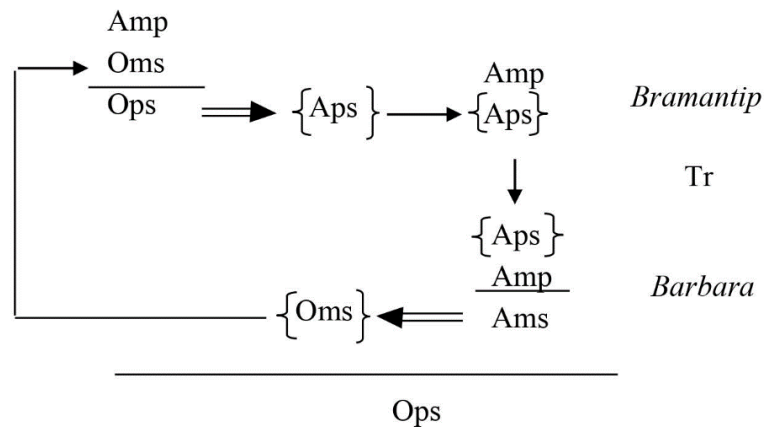 Amp
Oms
Ops
{Aps}
Amp
{Aps}
Bramantip
Tr
{Aps}
Amp
Ams
Barbara
{Oms}
Ops